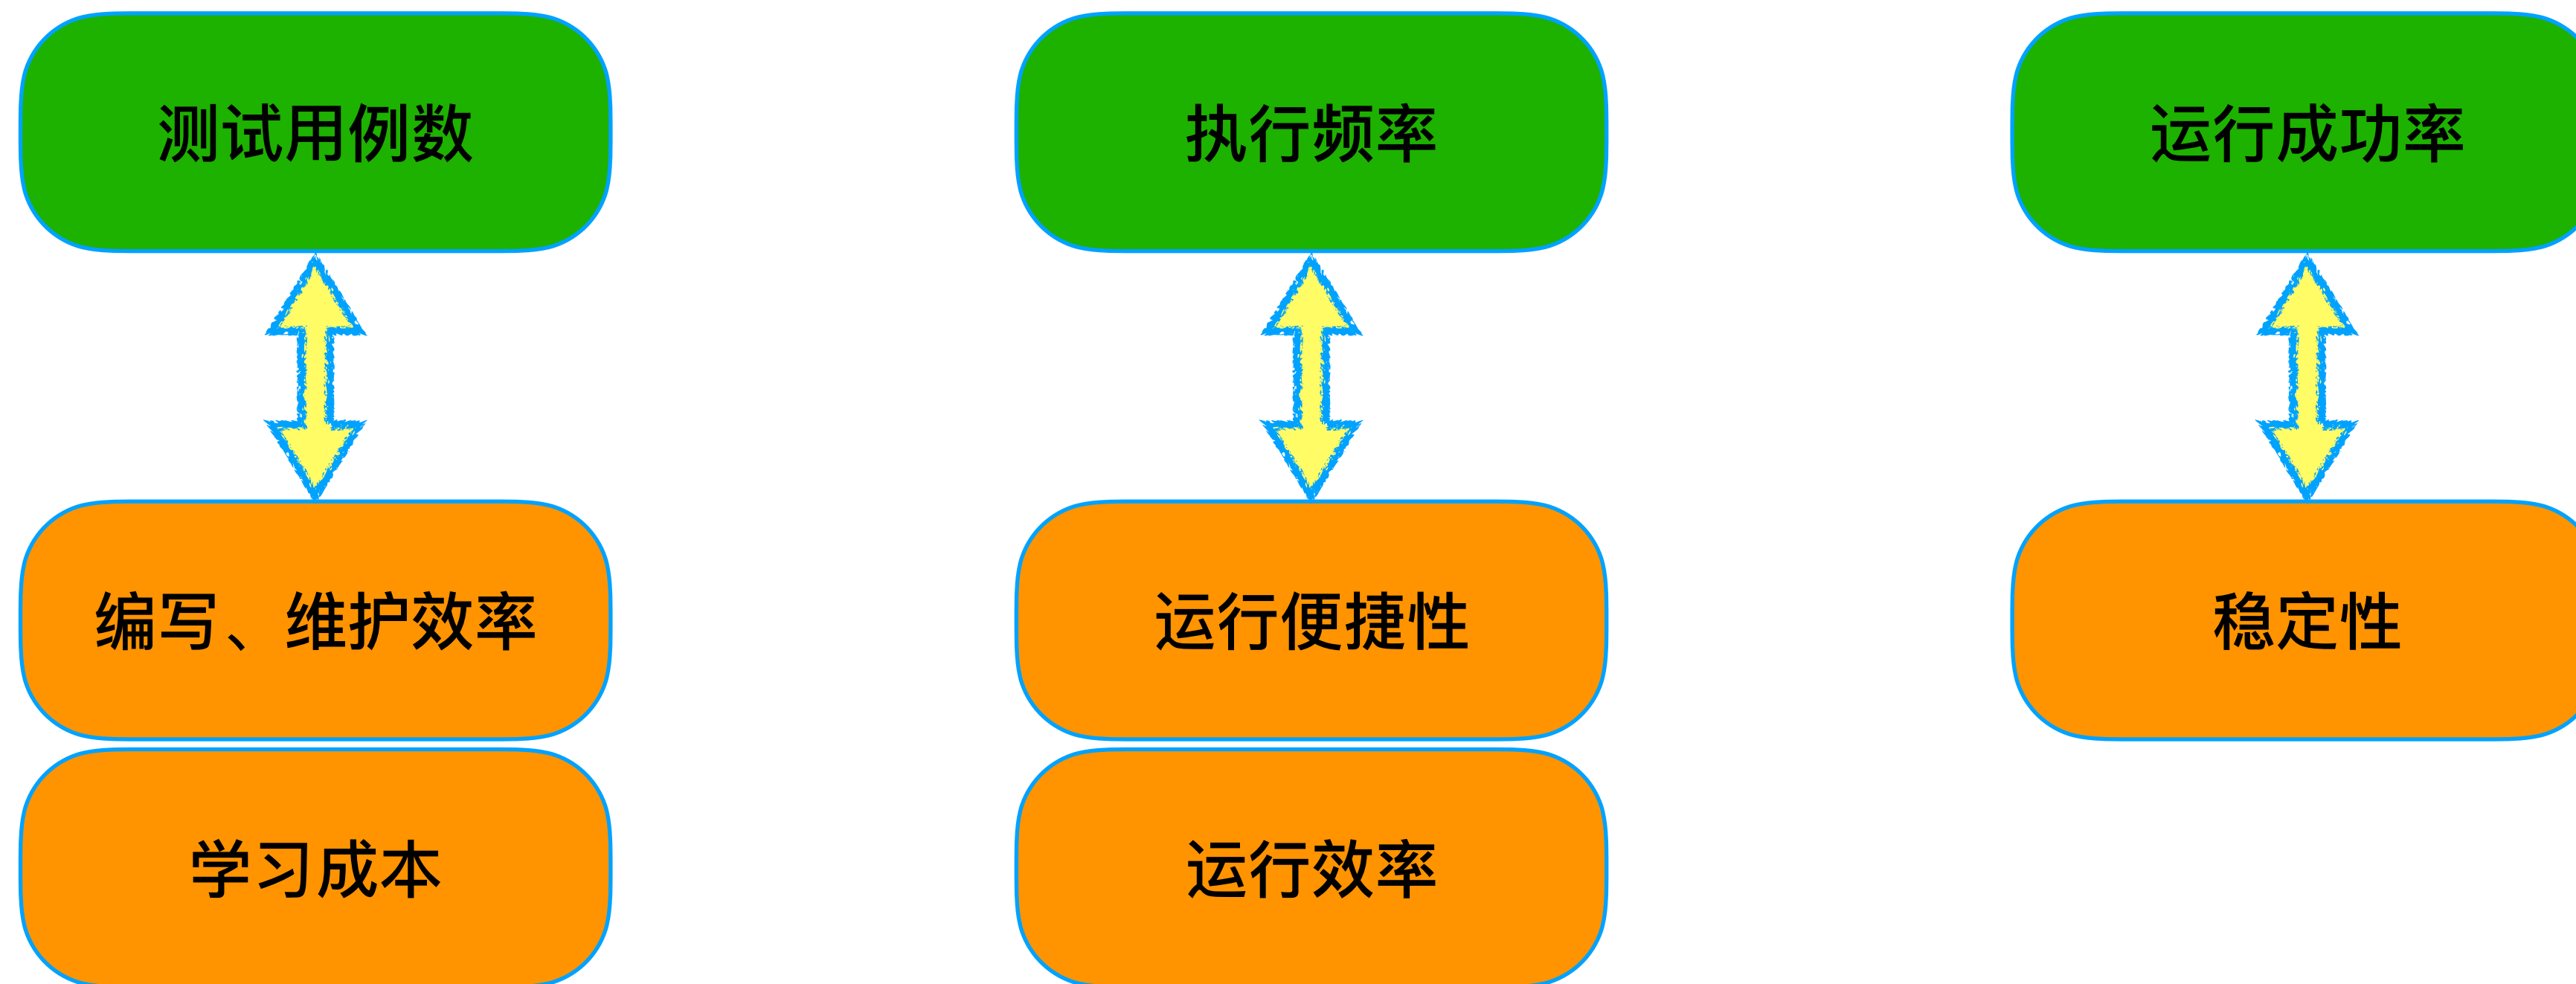 测试用例数
执行频率
运行成功率
编写、维护效率
运行便捷性
稳定性
学习成本
运行效率